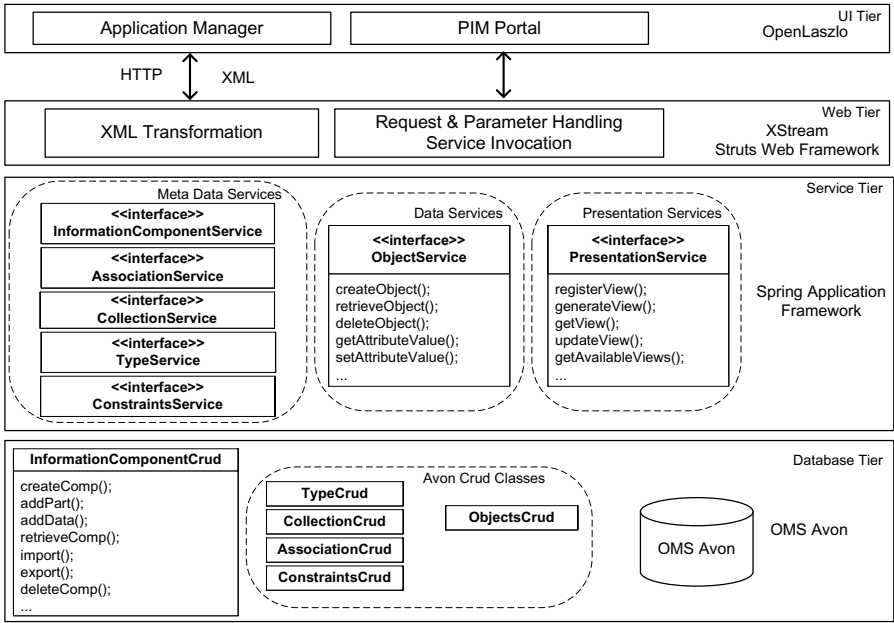 UI Tier
Application Manager
PIM Portal
OpenLaszlo
HTTP
XML
Web Tier
XML Transformation
Request & Parameter Handling
Service Invocation
XStream
Struts Web Framework
Service Tier
Meta Data Services
<<interface>>
InformationComponentService
<<interface>>
AssociationService
<<interface>>
CollectionService
<<interface>>
TypeService
<<interface>>
ConstraintsService
Data Services
<<interface>>
ObjectService
createObject();
retrieveObject();
deleteObject();
getAttributeValue();
setAttributeValue();
...
Presentation Services
<<interface>>
PresentationService
registerView();
generateView();
getView();
updateView();
getAvailableViews();
...
Spring Application
Framework
Database Tier
InformationComponentCrud
createComp();
addPart();
addData();
retrieveComp();
import();
export();
deleteComp();
...
Avon Crud Classes
TypeCrud
CollectionCrud
AssociationCrud
ConstraintsCrud
ObjectsCrud
OMS Avon
OMS Avon